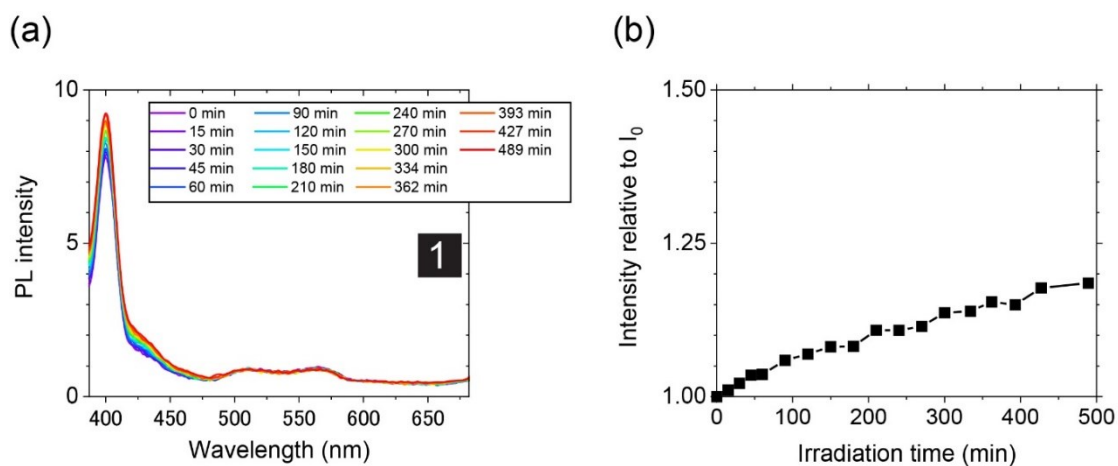 (a)
10
5
0
PL intensity
0 min
15 min
30 min
45 min
60 min
90 min
120 min
150 min
180 min
210 min
240 min
270 min
300 min
334 min
362 min
393 min
427 min
489 min
1
400 450 500 550 600 650
Wavelength (nm)
(b)
1.50
1.25
1.00
Intensity relative to I₀
0 100 200 300 400 500
Irradiation time (min)